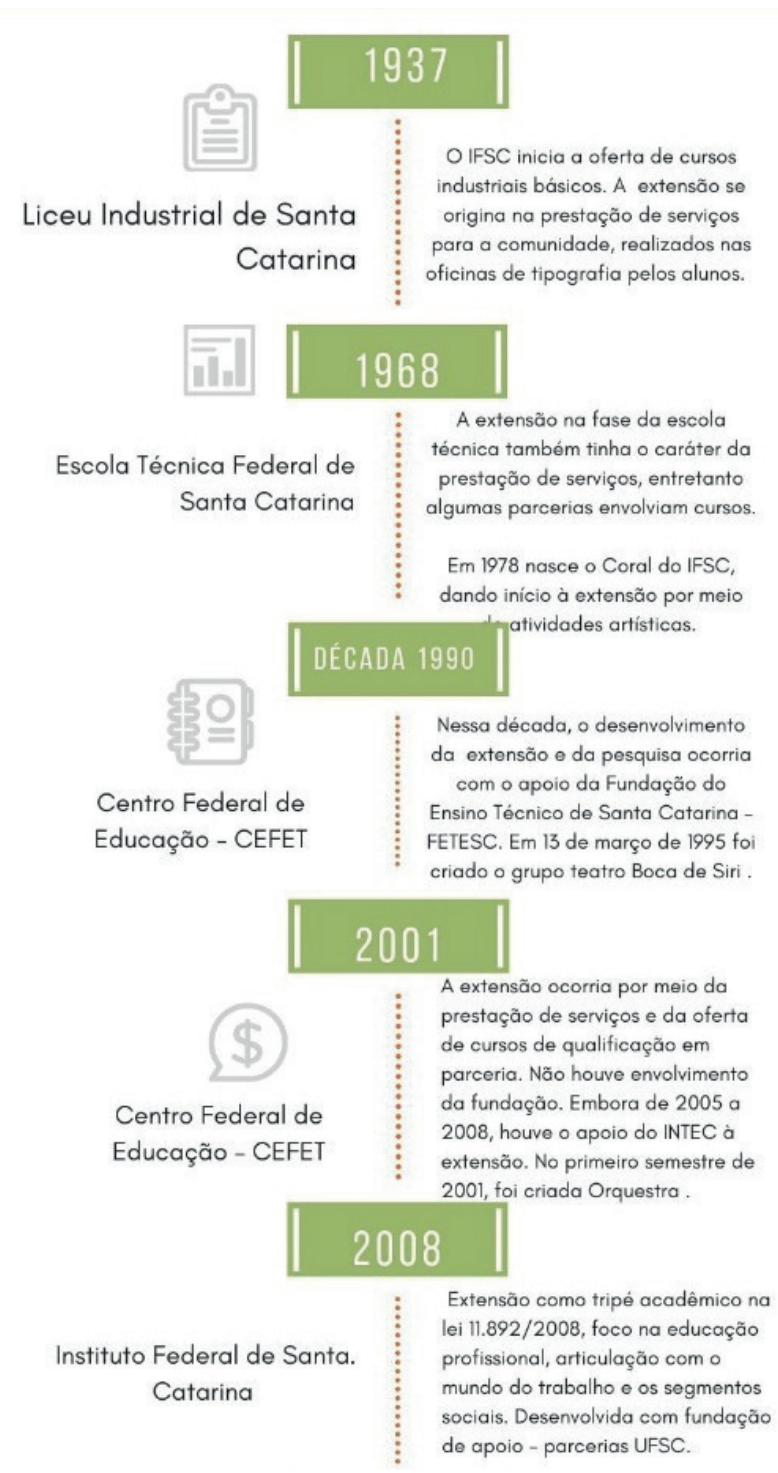 1937
Liceu Industrial de Santa
Catarina
O IFSC inicia a oferta de cursos
industriais básicos. A extensão se
origina na prestação de serviços
para a comunidade, realizados nas
oficinas de tipografia pelos alunos.
1968
Escola Técnica Federal de
Santa Catarina
A extensão na fase da escola
técnica também tinha o caráter da
prestação de serviços, entretanto
algumas parcerias envolviam cursos.
Em 1978 nasce o Coral do IFSC,
dando início à extensão por meio
atividades artísticas.
DÉCADA 1990
Centro Federal de
Educação - CEFET
Nessa década, o desenvolvimento
da extensão e da pesquisa ocorria
com o apoio da Fundação do
Ensino Técnico de Santa Catarina -
FETESC. Em 13 de março de 1995 foi
criado o grupo teatro Boca de Siri .
2001
Centro Federal de
Educação - CEFET
A extensão ocorria por meio da
prestação de serviços e da oferta
de cursos de qualificação em
parceria. Não houve envolvimento
da fundação. Embora de 2005 a
2008, houve o apoio do INTEC à
extensão. No primeiro semestre de
2001, foi criada Orquestra .
2008
Instituto Federal de Santa.
Catarina
Extensão como tripé acadêmico na
lei 11.892/2008, foco na educação
profissional, articulação com o
mundo do trabalho e os segmentos
sociais. Desenvolvida com fundação
de apoio - parcerias UFSC.